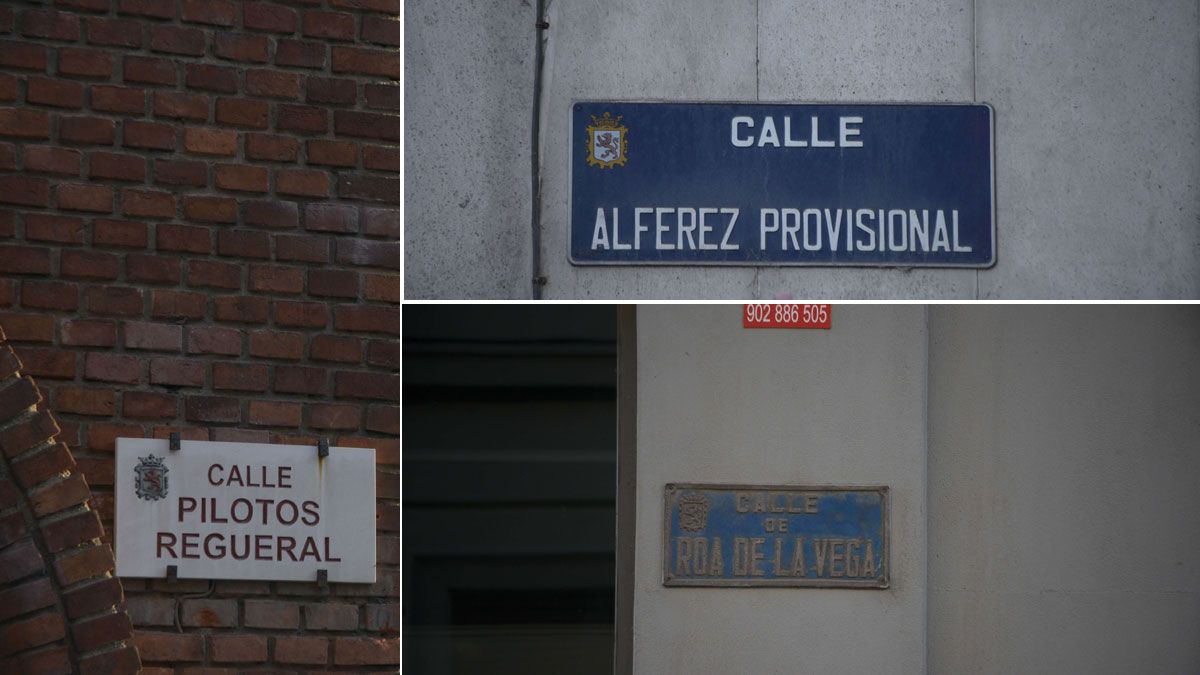 CALLE
PILOTOS
REGUERAL
CALLE
ALFEREZ PROVISIONAL
902 886 505
CALLE
DE
ROA DE LA VEGA